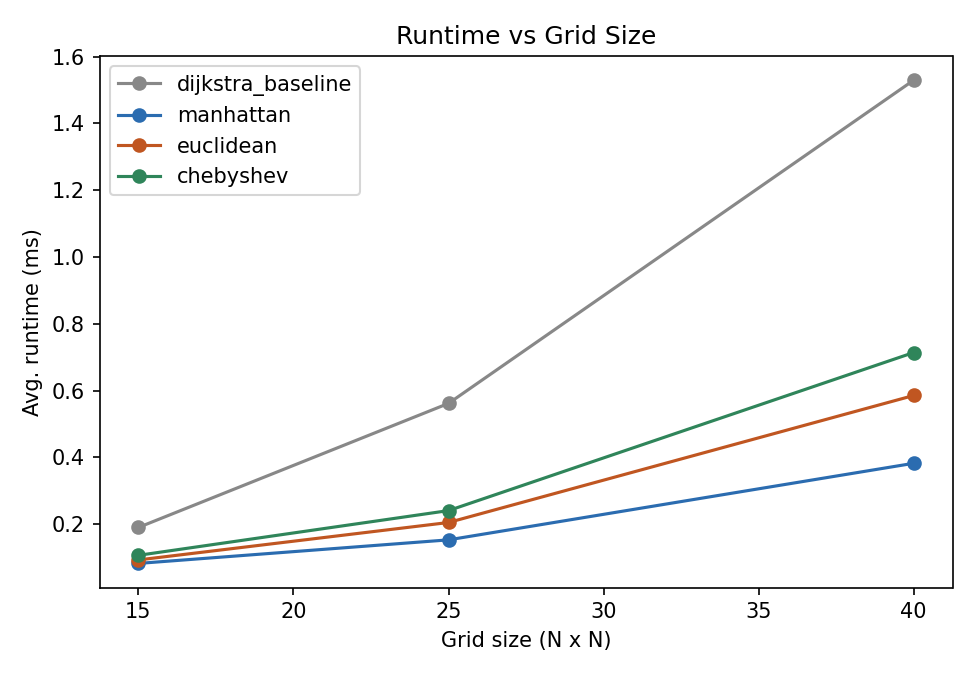 Runtime vs Grid Size
1.6
1.4
1.2
1.0
0.8
0.6
0.4
0.2
Avg. runtime (ms)
dijkstra_baseline
manhattan
euclidean
chebyshev
15 20 25 30 35 40
Grid size (N x N)